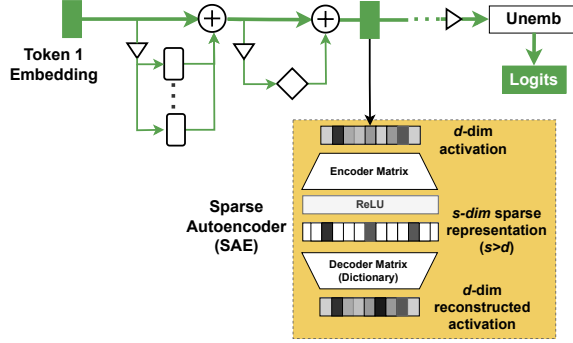 Token 1
Embedding
Unemb
Logits
d-dim
activation
Encoder Matrix
ReLU
Sparse
Autoencoder
(SAE)
s-dim sparse
representation
(s>d)
Decoder Matrix
(Dictionary)
d-dim
reconstructed
activation